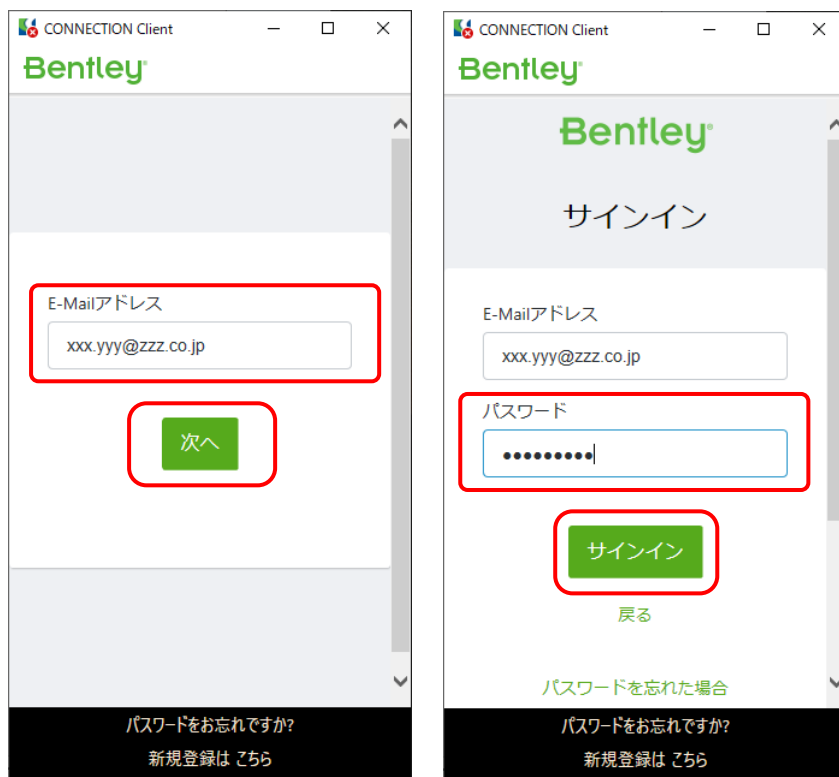 CONNECTION Client
Bentley
E-Mailアドレス
xxx.yyy@zzz.co.jp
次へ
パスワードをお忘れですか?
新規登録は こちら
CONNECTION Client
Bentley
Bentley
サインイン
E-Mailアドレス
xxx.yyy@zzz.co.jp
パスワード
•••••••••
サインイン
戻る
パスワードを忘れた場合
パスワードをお忘れですか?
新規登録は こちら